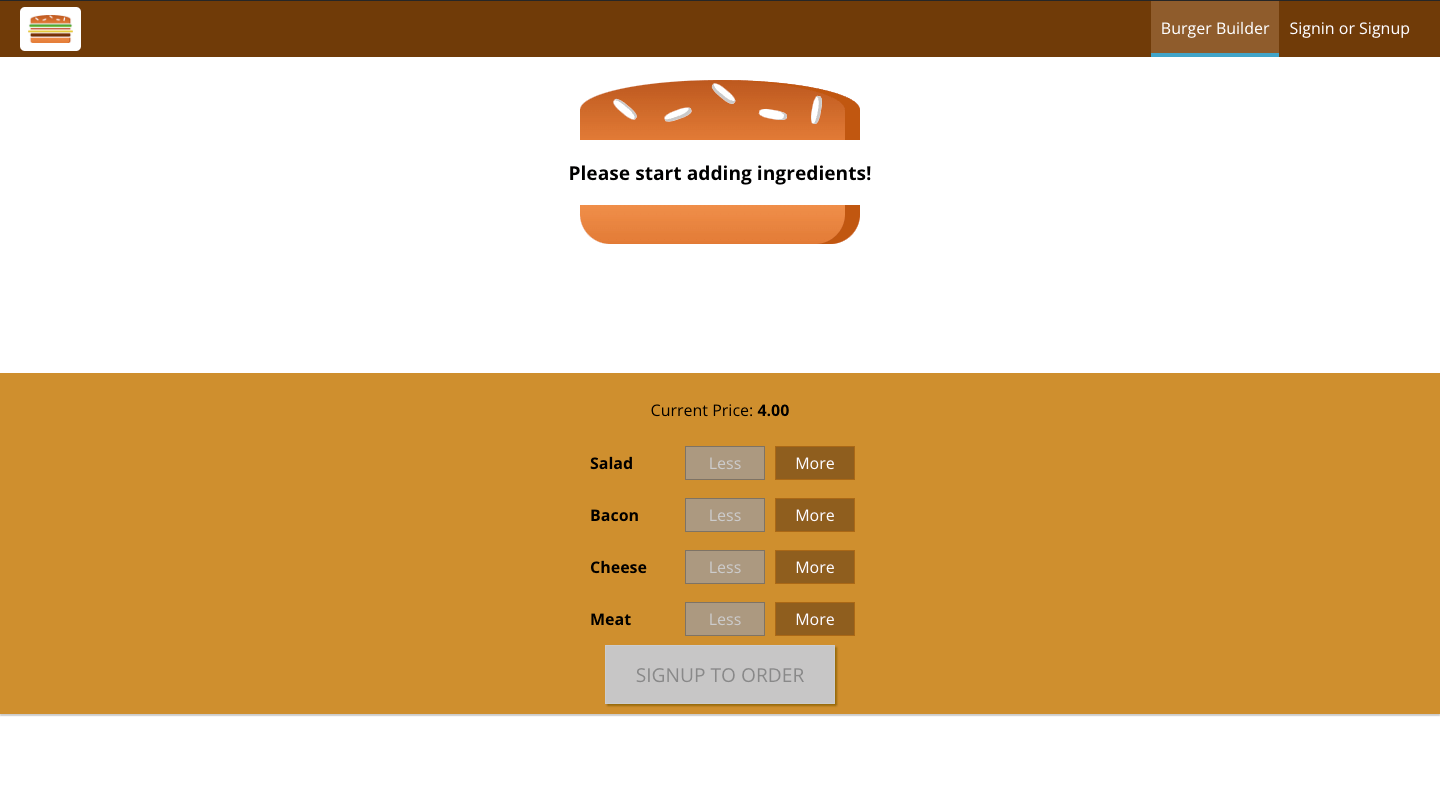 Burger Builder Signin or Signup
Please start adding ingredients!
Current Price: 4.00
Salad Less More
Bacon Less More
Cheese Less More
Meat Less More
SIGNUP TO ORDER